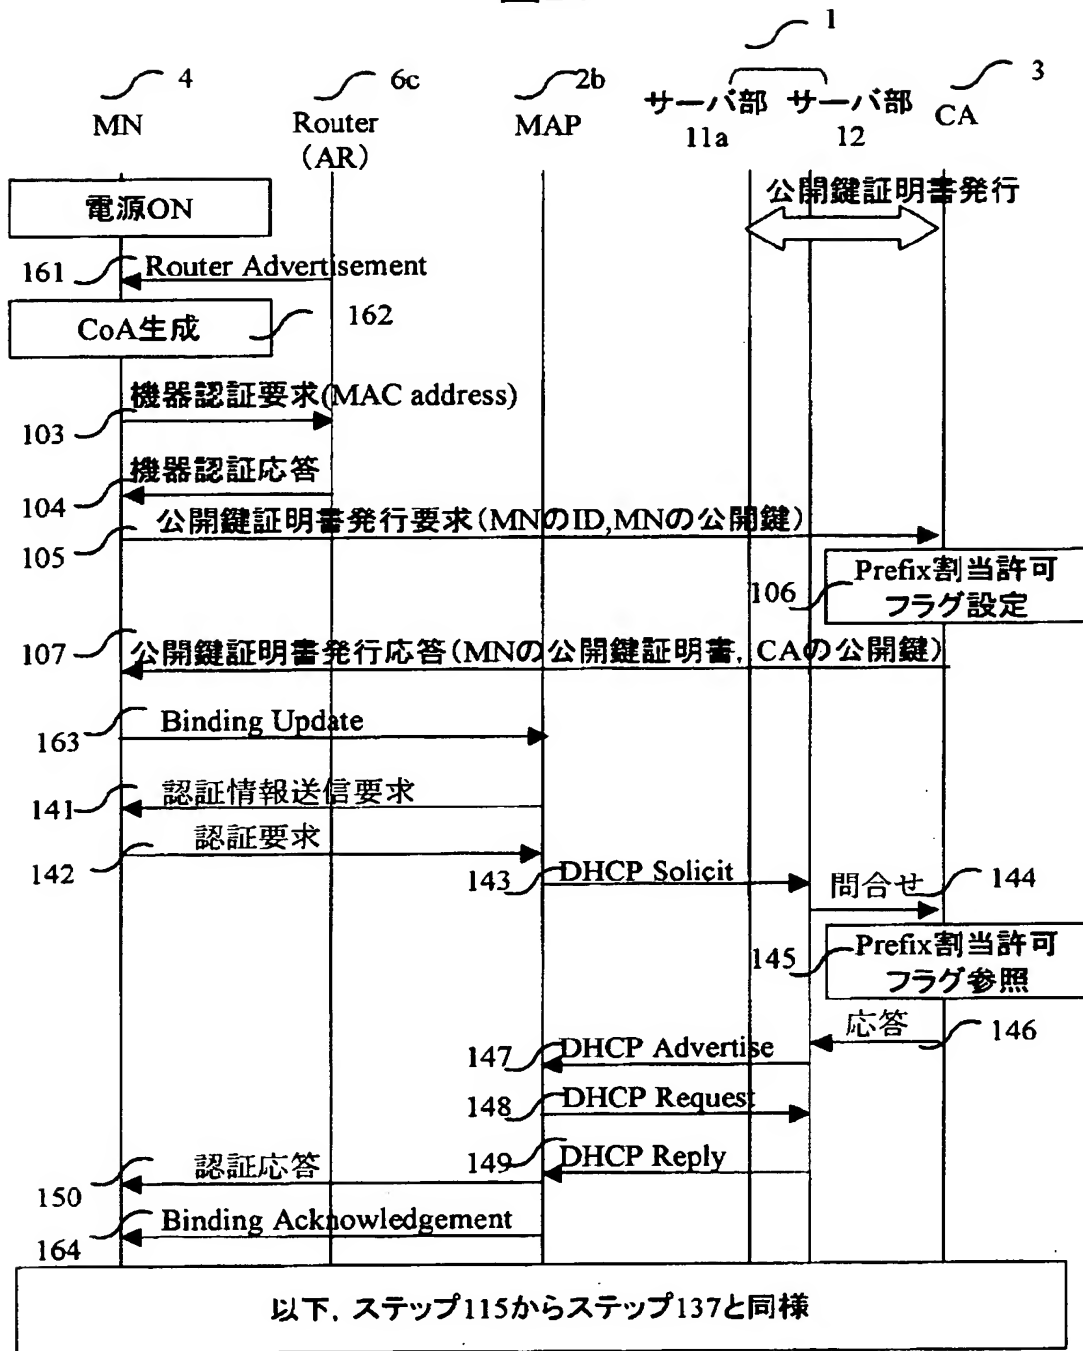 1
4
6c
2b
3
MN
Router
(AR)
MAP
サーバ部
11a
サーバ部
12
CA
電源ON
公開鍵証明書発行
161
Router Advertisement
CoA生成
162
機器認証要求(MAC address)
103
機器認証応答
104
公開鍵証明書発行要求(MNのID,MNの公開鍵)
105
106
Prefix割当許可
フラグ設定
107
公開鍵証明書発行応答(MNの公開鍵証明書, CAの公開鍵)
Binding Update
163
認証情報送信要求
141
認証要求
142
143
DHCP Solicit
問合せ
144
145
Prefix割当許可
フラグ参照
応答
146
147
DHCP Advertise
148
DHCP Request
149
DHCP Reply
認証応答
150
Binding Acknowledgement
164
以下, ステップ115からステップ137と同様